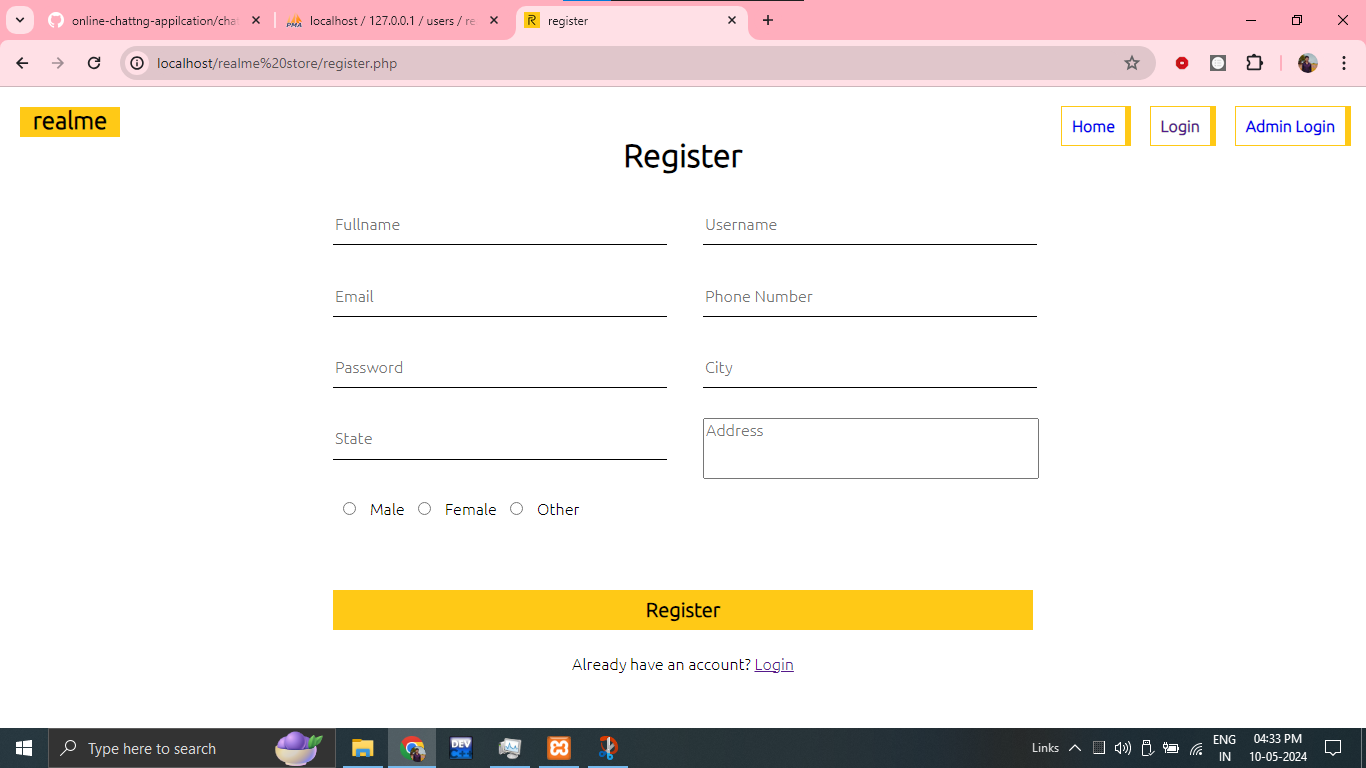 online-chattng-appilcation/chat
localhost / 127.0.0.1 / users / re
register
localhost/realme%20store/register.php
realme
Home
Login
Admin Login
Register
Fullname
Username
Email
Phone Number
Password
City
State
Address
Male
Female
Other
Register
Already have an account? Login
Type here to search
DEV
Links
ENG
IN
04:33 PM
10-05-2024